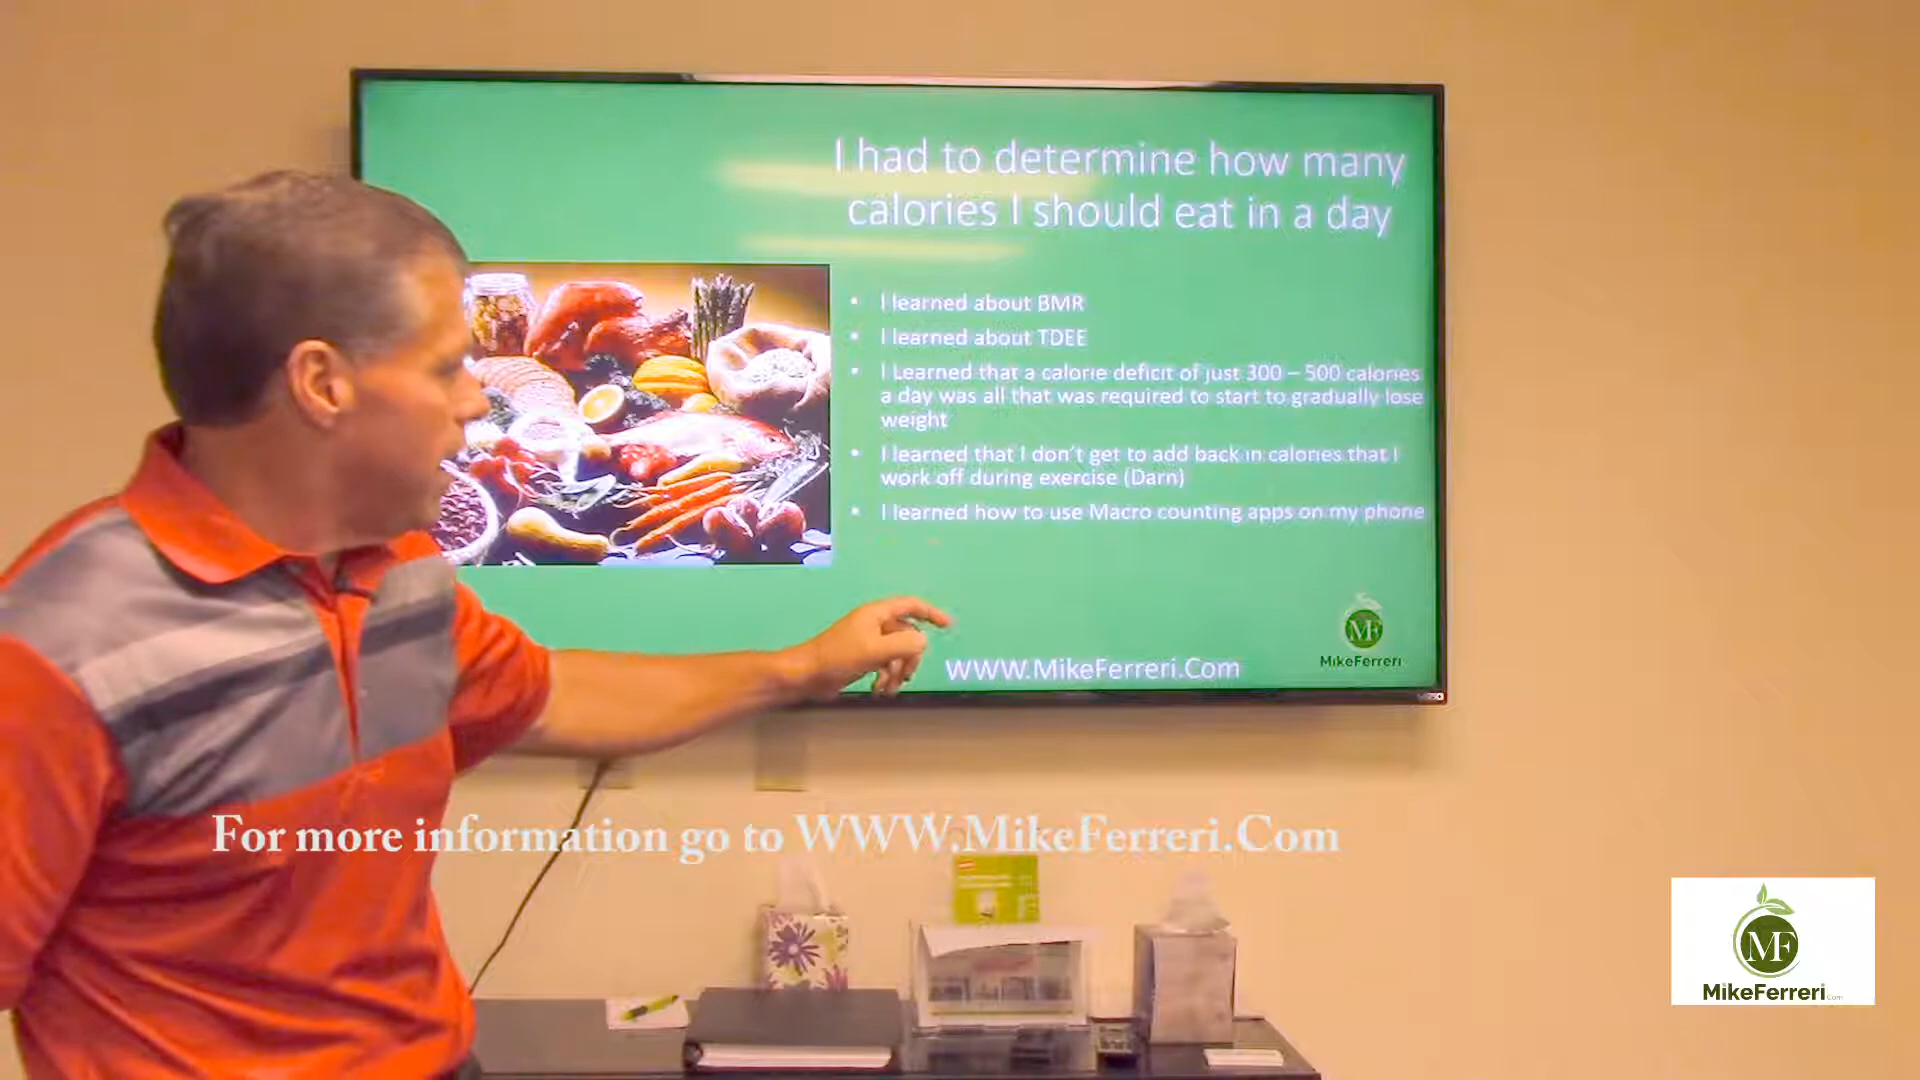 I had to determine how many
calories I should eat in a day
• I learned about BMR
• I learned about TDEE
• I Learned that a calorie deficit of just 300 – 500 calories
a day was all that was required to start to gradually lose
weight
• I learned that I don't get to add back in calories that I
work off during exercise (Darn)
• I learned how to use Macro counting apps on my phone
MF
MikeFerreri
WWW.MikeFerreri.Com
VIZIO
For more information go to WWW.MikeFerreri.Com
MF
MikeFerreri.Com